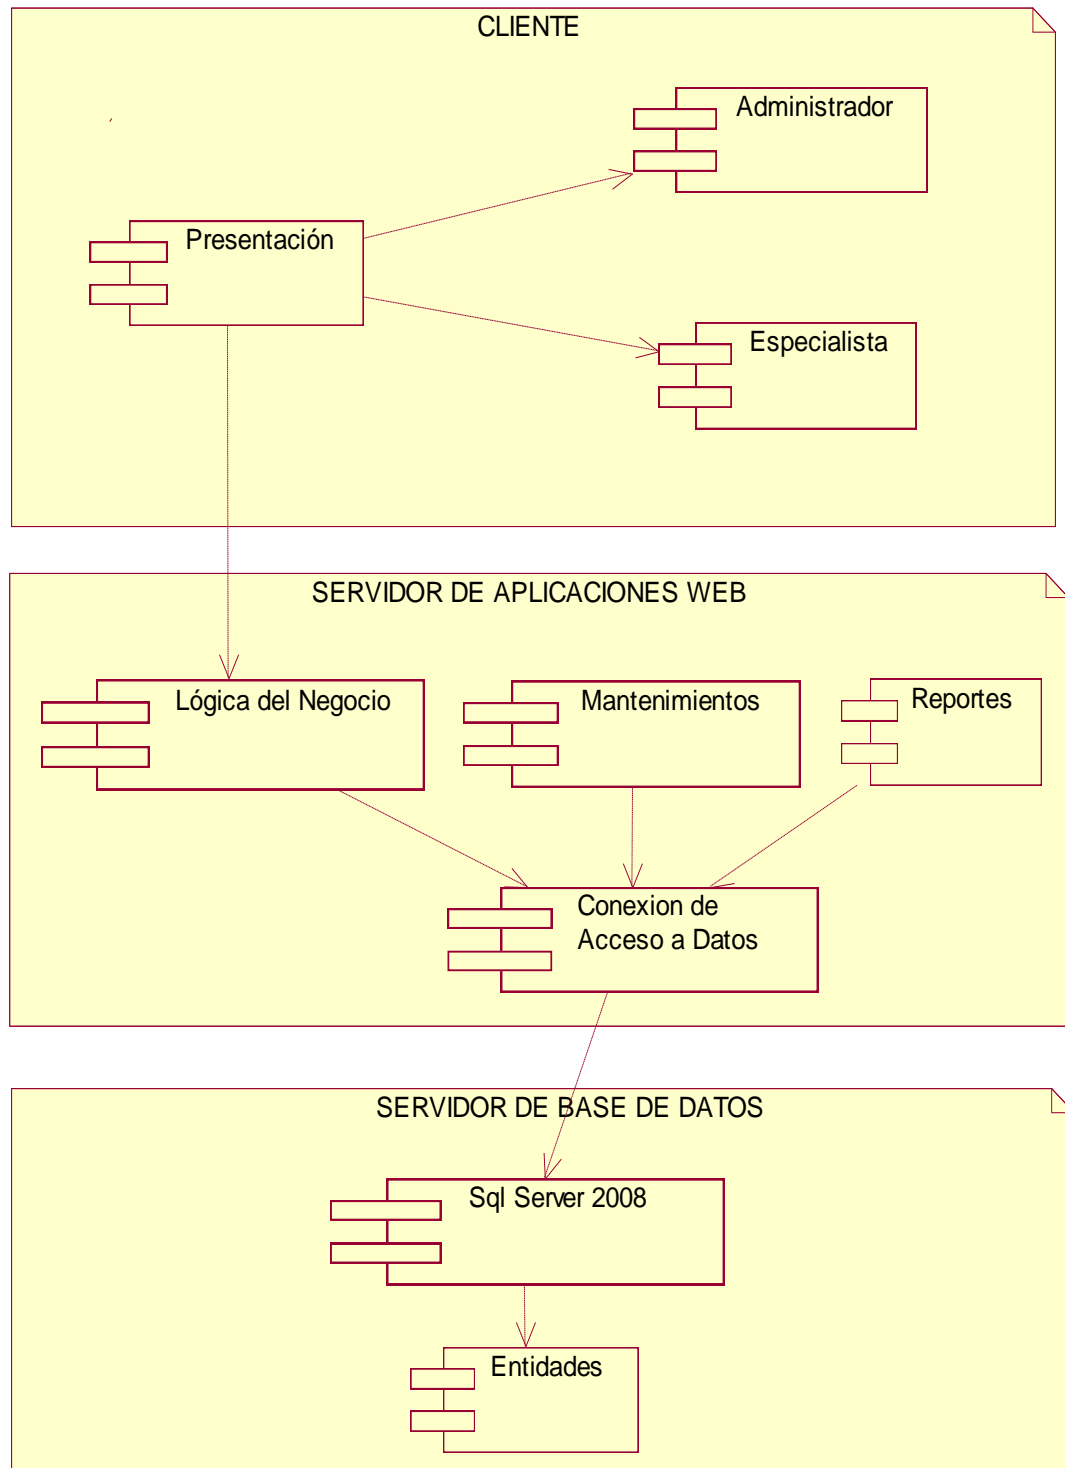 CLIENTE
Administrador
Presentación
Especialista
SERVIDOR DE APLICACIONES WEB
Lógica del Negocio
Mantenimientos
Reportes
Conexion de
Acceso a Datos
SERVIDOR DE BASE DE DATOS
Sql Server 2008
Entidades